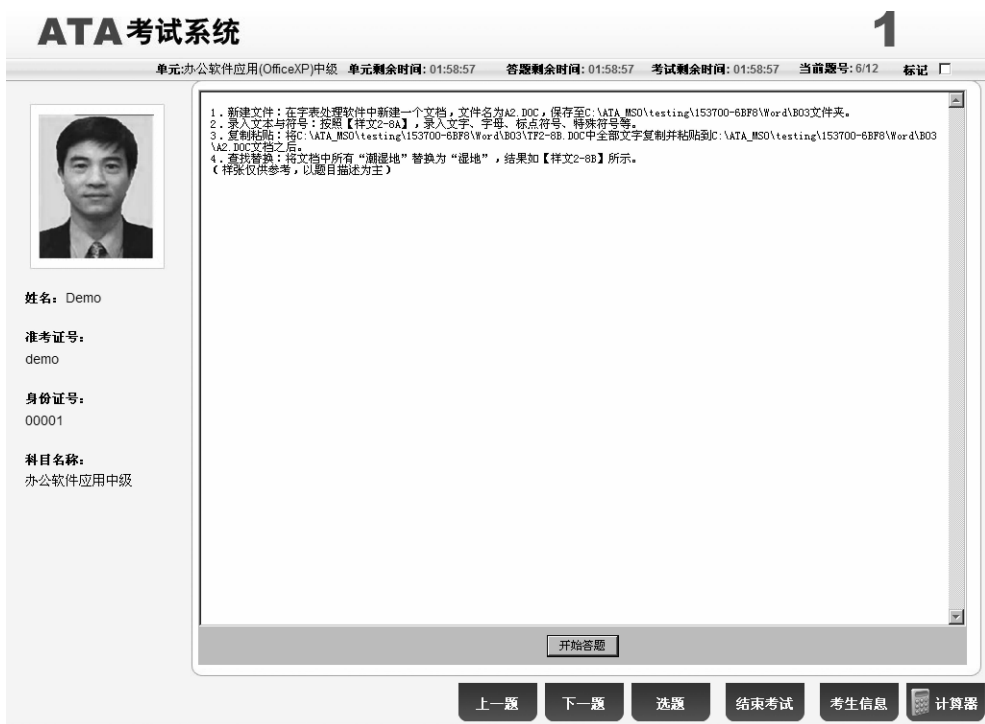 ATA考试系统
1
单元:办公软件应用(OfficeXP)中级 单元剩余时间: 01:58:57 答题剩余时间: 01:58:57 考试剩余时间: 01:58:57 当前题号: 6/12 标记
1．新建文件：在字表处理软件中新建一个文档，文件名为A2.DOC，保存至C:\ATA_MSO\testing\153700-6BF8\Word\B03文件夹。
2．录入文本与符号：按照【样文2-8A】，录入文字、字母、标点符号、特殊符号等。
3．复制粘贴：将C:\ATA_MSO\testing\153700-6BF8\Word\B03\TF2-8B.DOC中全部文字复制并粘贴到C:\ATA_MSO\testing\153700-6BF8\Word\B03
\A2.DOC文档之后。
4．查找替换：将文档中所有“潮湿地”替换为“湿地”，结果如【样文2-8B】所示。
（样张仅供参考，以题目描述为主）
姓名: Demo
准考证号:
demo
身份证号:
00001
科目名称:
办公软件应用中级
开始答题
上一题 下一题 选题 结束考试 考生信息 计算器